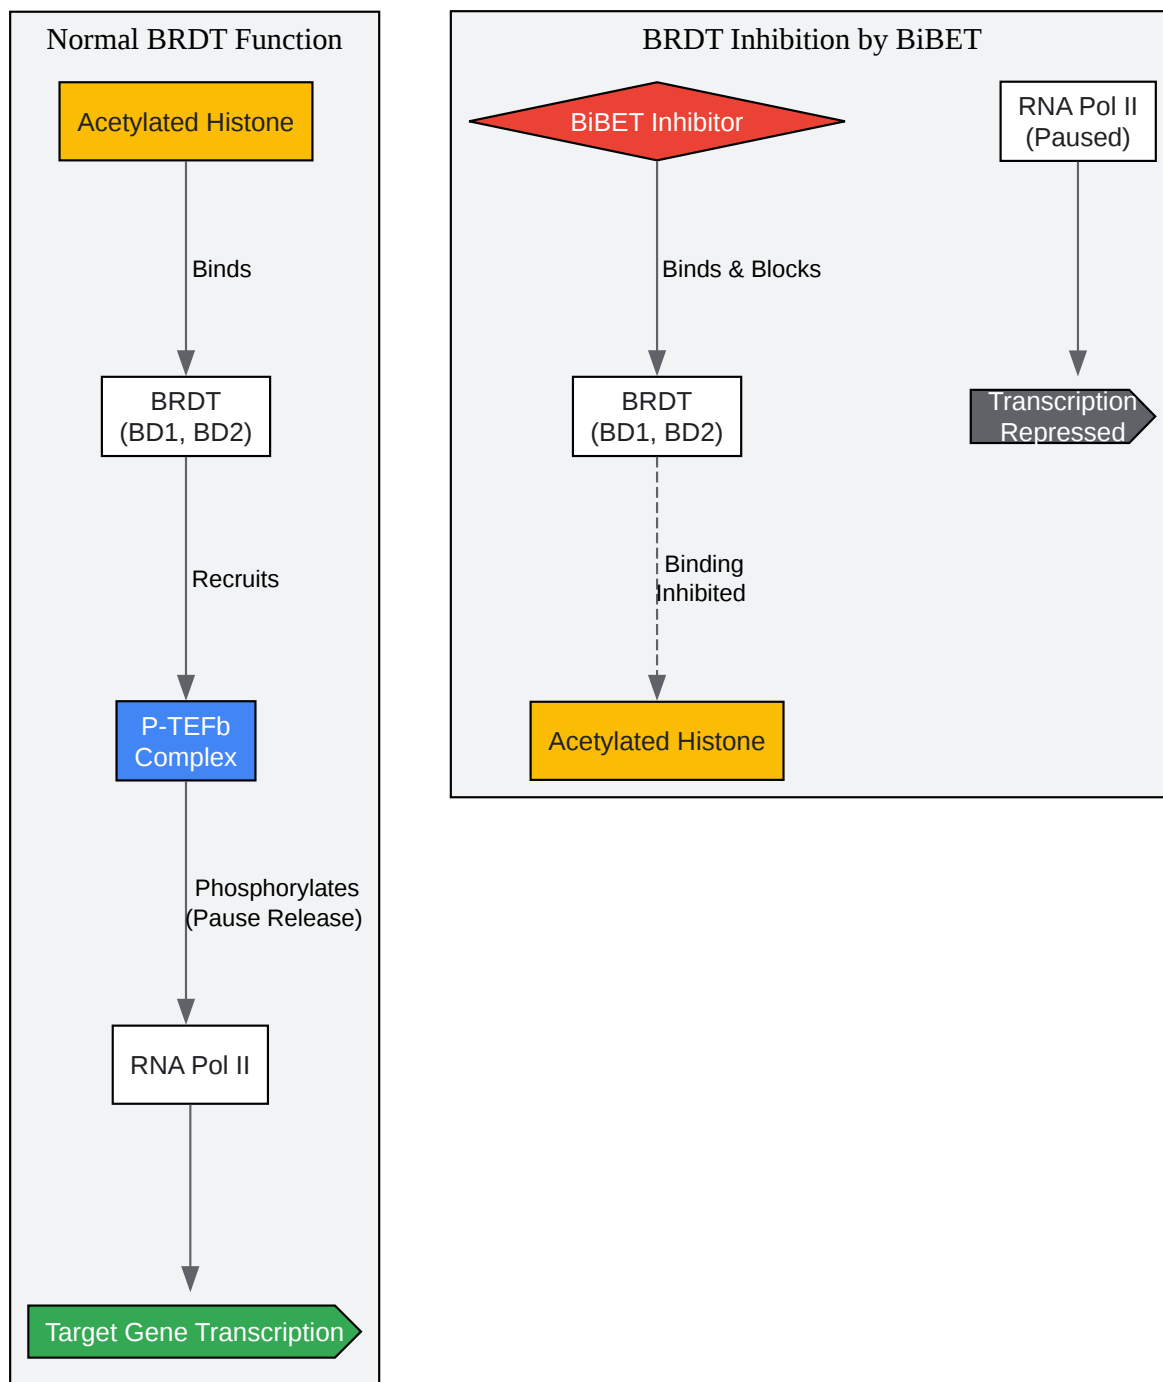 Normal BRDT Function
Acetylated Histone
Binds
BRDT
(BD1, BD2)
Recruits
P-TEFb
Complex
Phosphorylates
(Pause Release)
RNA Pol II
Target Gene Transcription
BRDT Inhibition by BiBET
BiBET Inhibitor
Binds & Blocks
BRDT
(BD1, BD2)
Binding
Inhibited
Acetylated Histone
RNA Pol II
(Paused)
Transcription
Repressed